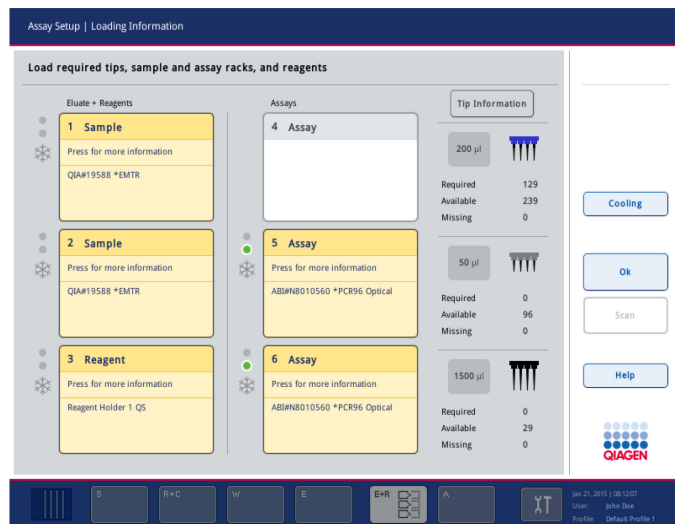 Assay Setup | Loading Information
Load required tips, sample and assay racks, and reagents
Eluate + Reagents
Assays
Tip Information
1 Sample
Press for more information
QIA#19588 *EMTR
4 Assay
200 µl
Required 129
Available 239
Missing 0
Cooling
2 Sample
Press for more information
QIA#19588 *EMTR
5 Assay
Press for more information
ABI#N8010560 *PCR96 Optical
50 µl
Required 0
Available 96
Missing 0
Ok
Scan
3 Reagent
Press for more information
Reagent Holder 1 QS
6 Assay
Press for more information
ABI#N8010560 *PCR96 Optical
1500 µl
Required 0
Available 29
Missing 0
Help
QIAGEN
S
R+C
W
E
E+R
A
Jan 21, 2015 | 08:12:07
User: John Doe
Profile: Default Profile 1